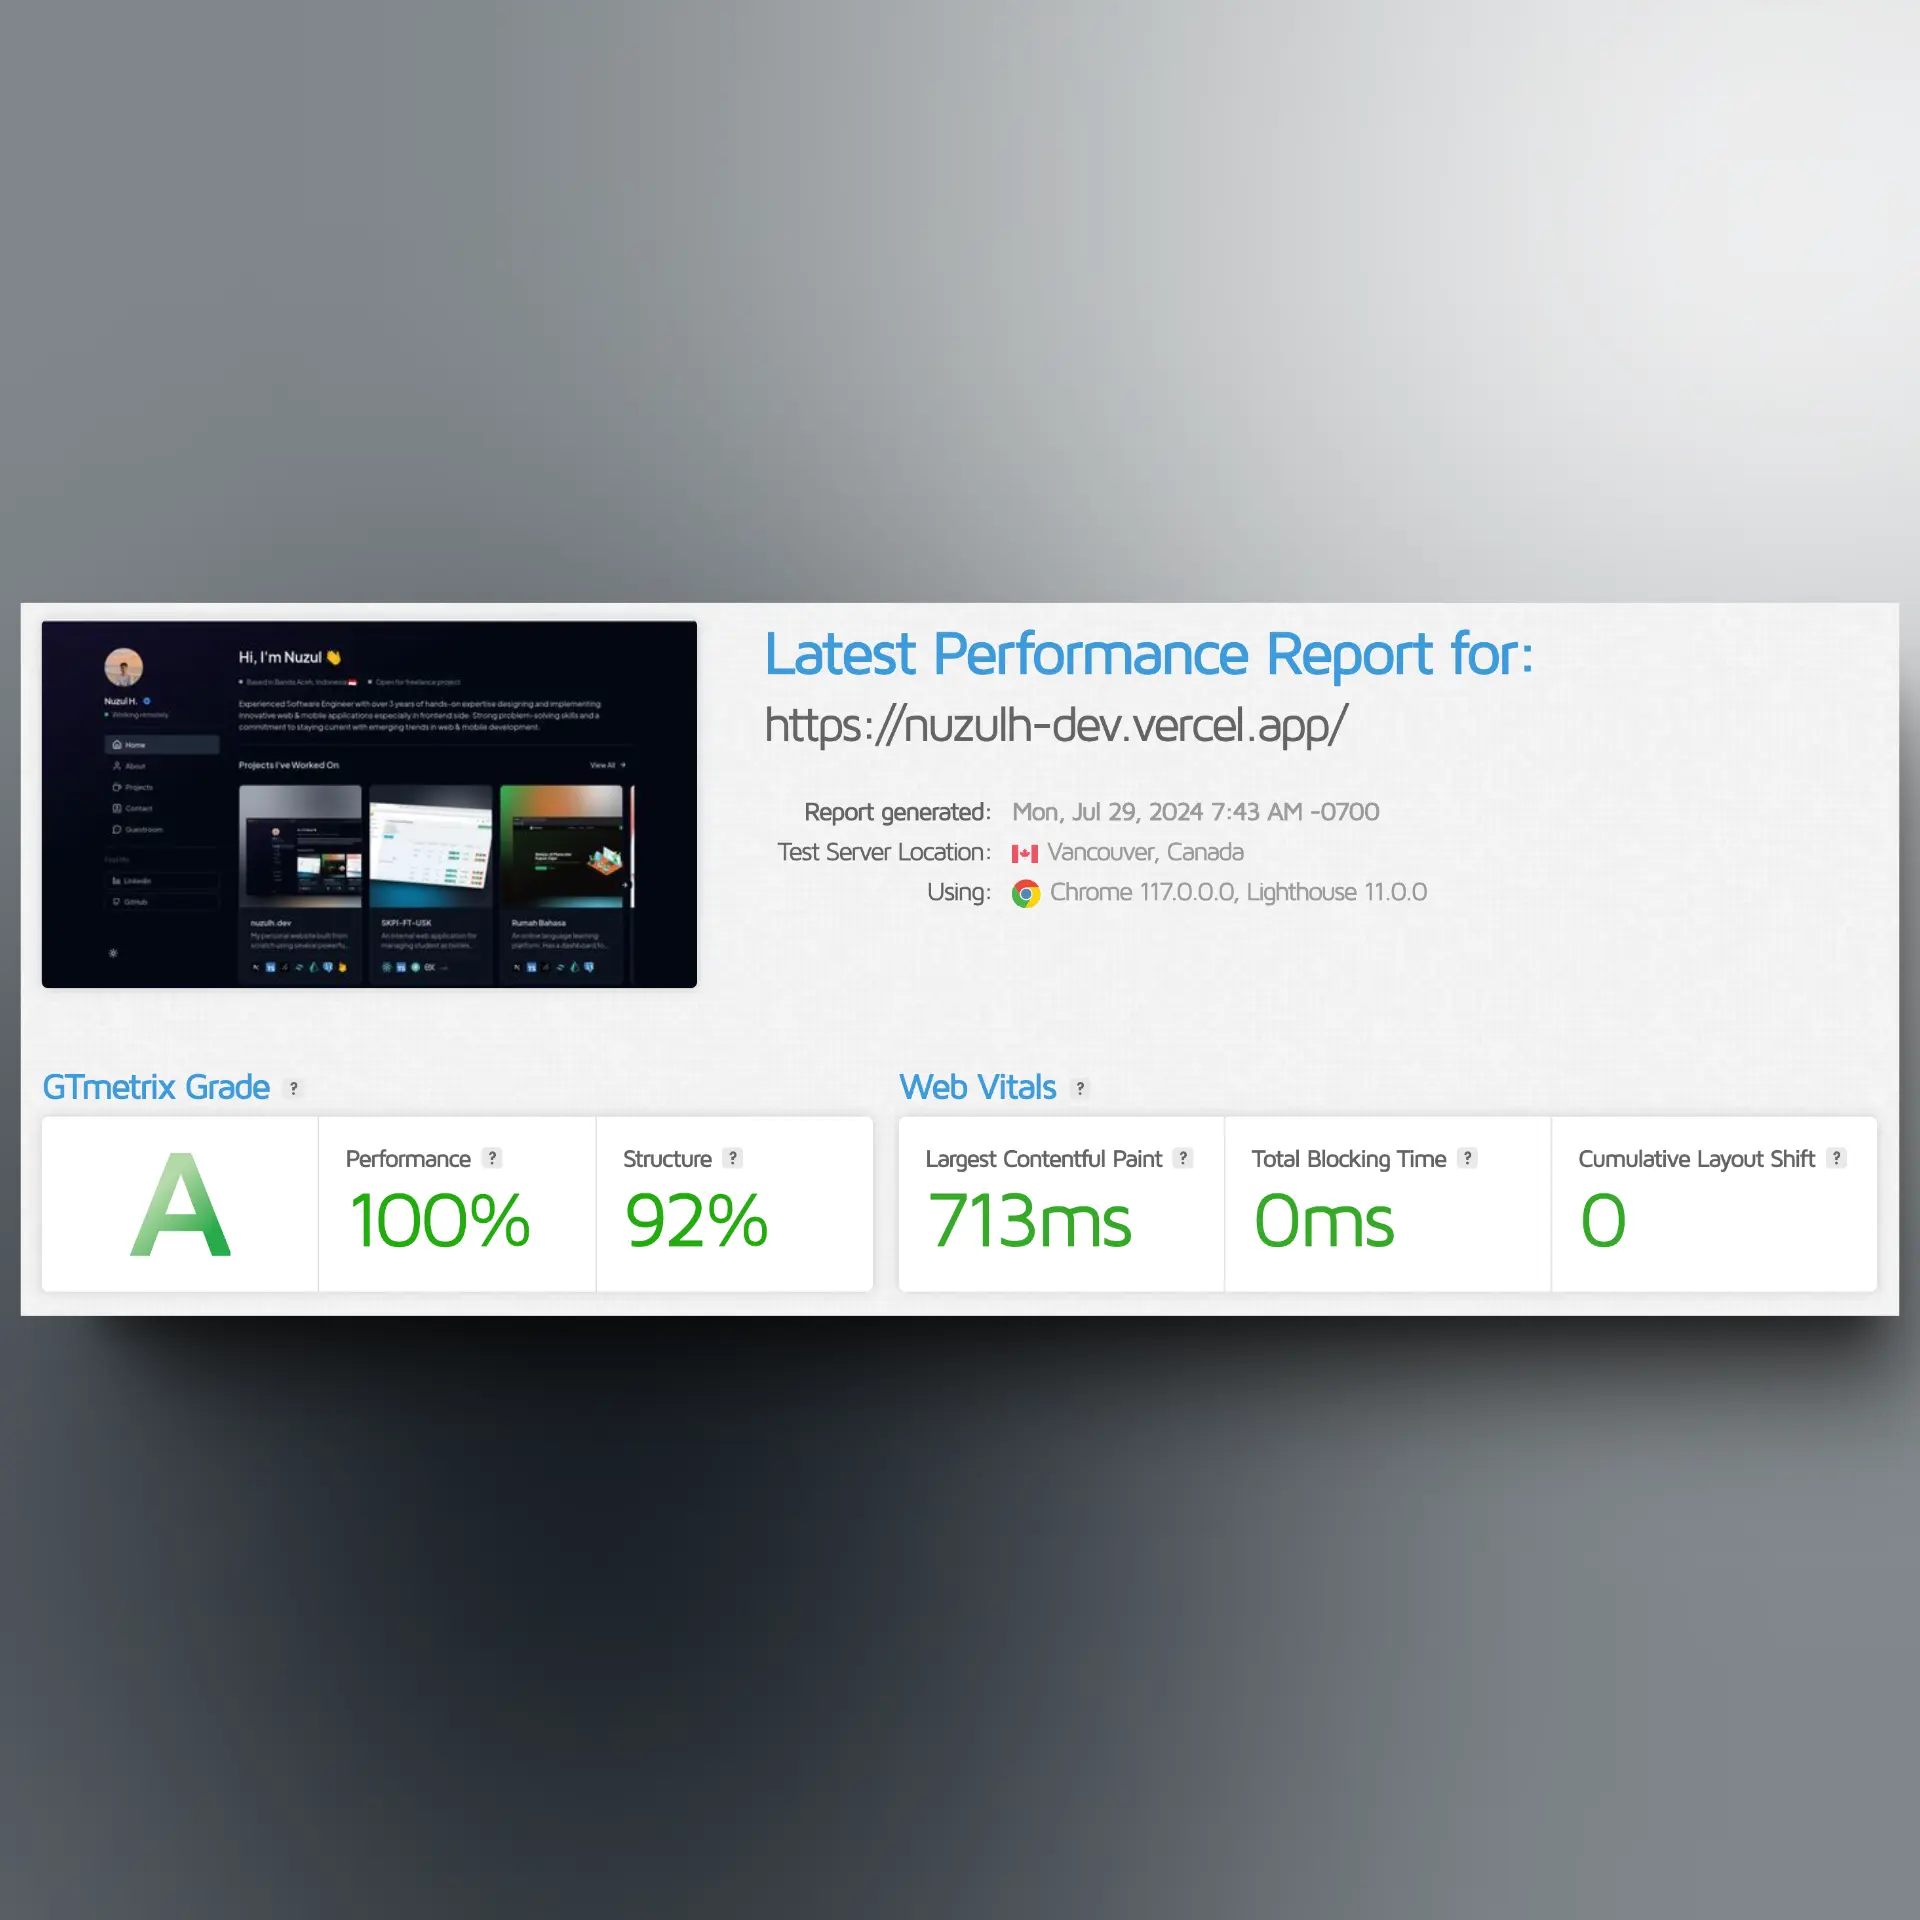 Hi, I'm Nuzul 👋
Based in Banda Aceh, Indonesia 🇮🇩 Open for freelance project
Experienced Software Engineer with over 3 years of hands-on expertise designing and implementing
innovative web & mobile applications especially in frontend side. Strong problem-solving skills and a
commitment to staying current with emerging trends in web & mobile development.
Nuzul H.
Working remotely
Home
About
Projects
Contact
Guestroom
Find Me
LinkedIn
GitHub
Projects I've Worked On
View All →
nuzulh.dev
My personal website built from
scratch using several powerfu...
SKPI-FT-USK
An internal web application for
managing student activities...
Rumah Bahasa
An online language learning
platform. Has a dashboard fo...
Latest Performance Report for:
https://nuzulh-dev.vercel.app/
Report generated: Mon, Jul 29, 2024 7:43 AM -0700
Test Server Location: Vancouver, Canada
Using: Chrome 117.0.0.0, Lighthouse 11.0.0
GTmetrix Grade ?
A
Performance ?
100%
Structure ?
92%
Web Vitals ?
Largest Contentful Paint ?
713ms
Total Blocking Time ?
0ms
Cumulative Layout Shift ?
0